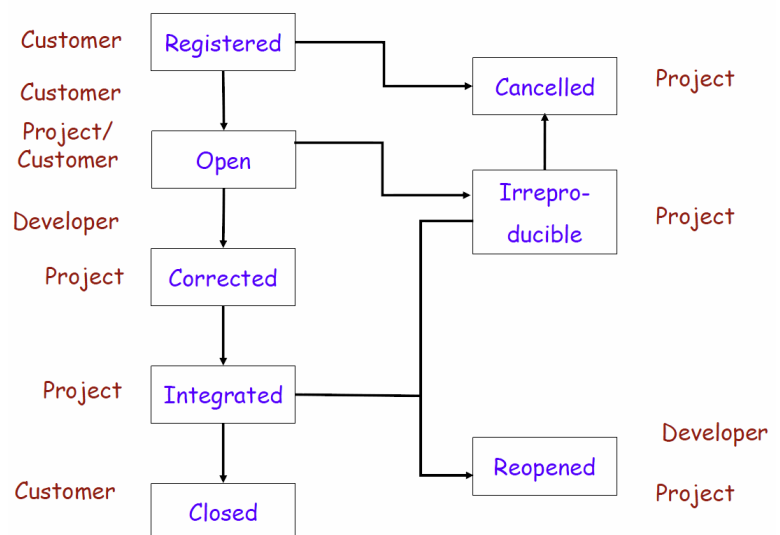 Customer
Registered
Customer
Cancelled
Project
Project/
Customer
Open
Irrepro-
ducible
Project
Developer
Project
Corrected
Project
Integrated
Developer
Reopened
Project
Customer
Closed